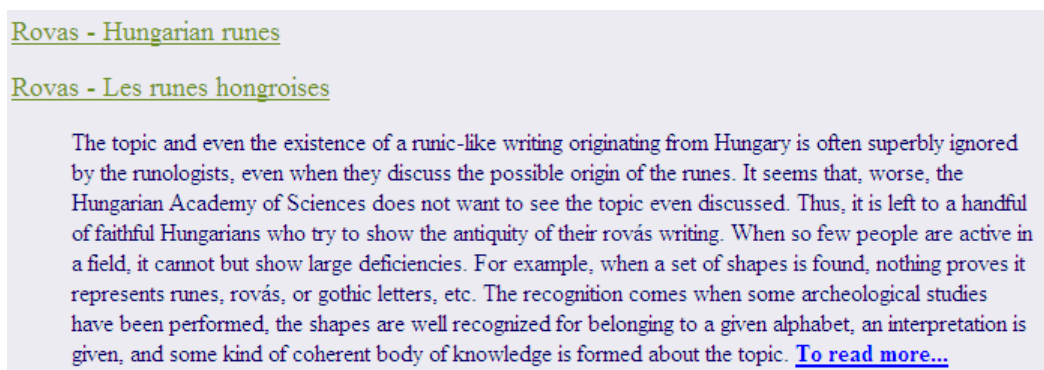 Rovas - Hungarian runes
Rovas - Les runes hongroises
The topic and even the existence of a runic-like writing originating from Hungary is often superbly ignored
by the runologists, even when they discuss the possible origin of the runes. It seems that, worse, the
Hungarian Academy of Sciences does not want to see the topic even discussed. Thus, it is left to a handful
of faithful Hungarians who try to show the antiquity of their rovás writing. When so few people are active in
a field, it cannot but show large deficiencies. For example, when a set of shapes is found, nothing proves it
represents runes, rovás, or gothic letters, etc. The recognition comes when some archeological studies
have been performed, the shapes are well recognized for belonging to a given alphabet, an interpretation is
given, and some kind of coherent body of knowledge is formed about the topic. To read more...